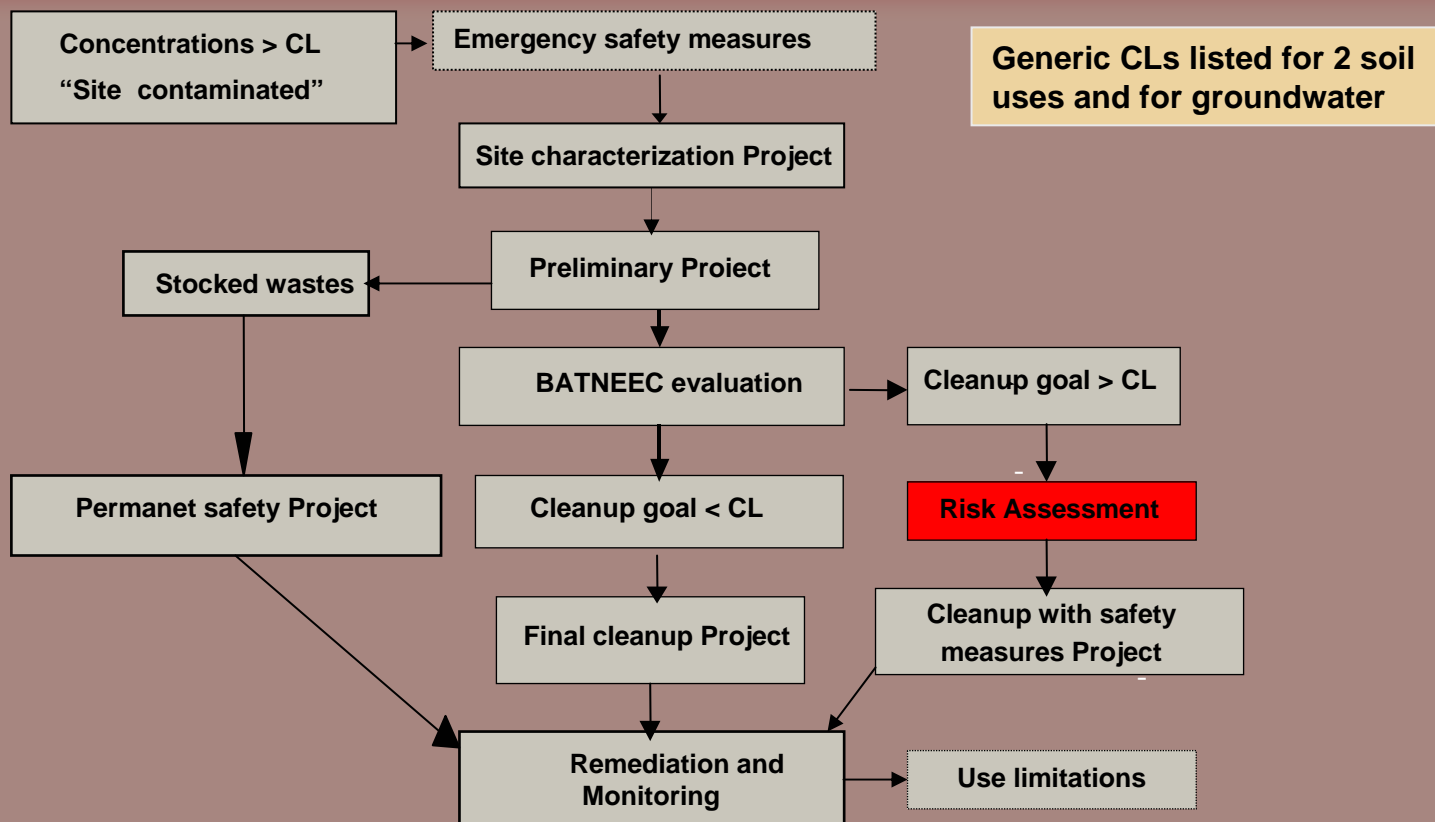 Concentrations > CL
“Site contaminated”
Emergency safety measures
Generic CLs listed for 2 soil
uses and for groundwater
Site characterization Project
Preliminary Project
Stocked wastes
BATNEEC evaluation
Cleanup goal > CL
Permanet safety Project
Cleanup goal < CL
Risk Assessment
Final cleanup Project
Cleanup with safety
measures Project
Remediation and
Monitoring
Use limitations